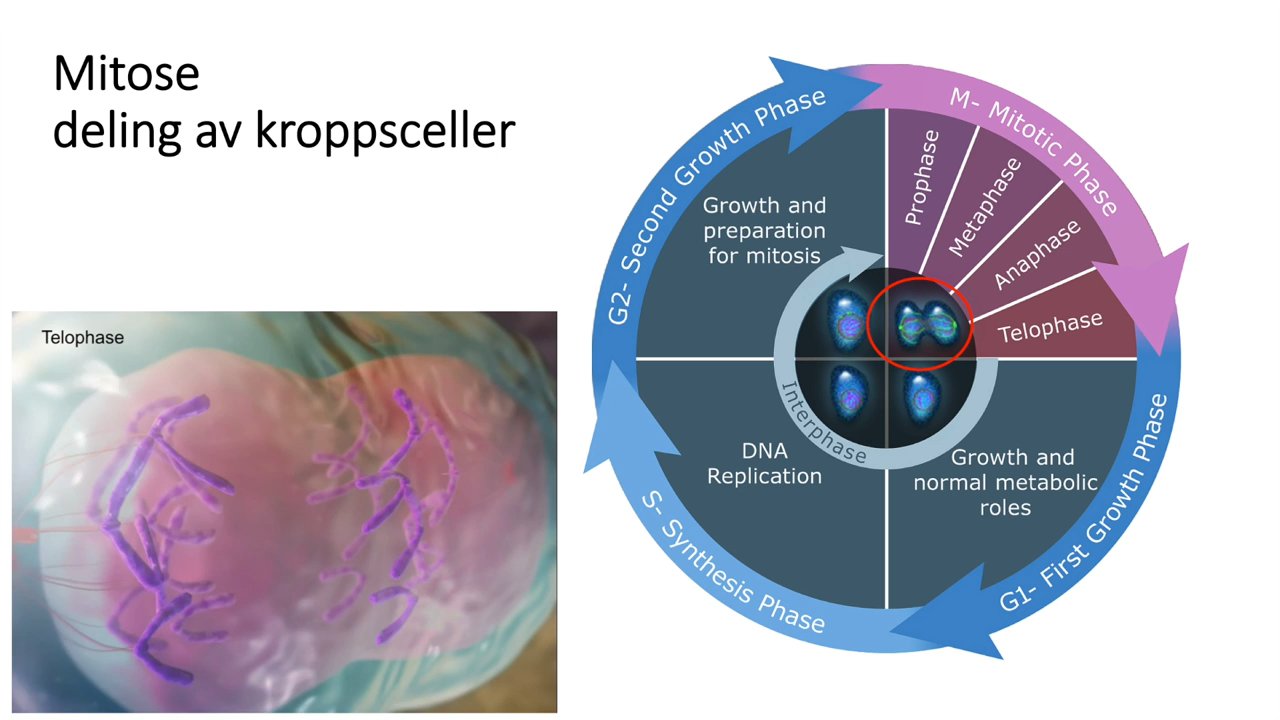 Mitose
deling av kroppsceller
Telophase
G2- Second Growth Phase
M- Mitotic Phase
Prophase
Metaphase
Anaphase
Telophase
Growth and
preparation
for mitosis
Interphase
DNA
Replication
Growth and
normal metabolic
roles
S- Synthesis Phase
G1- First Growth Phase